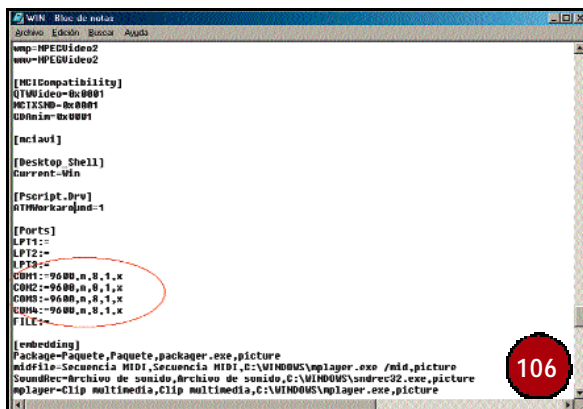 WIN - Bloc de notas
Archivo Edición Buscar Ayuda
wmp=MPEGVideo2
wmv=MPEGVideo2
[MCICompatibility]
QTWVideo=0x0001
MCIXSND=0x0001
CDAnim=0x0001
[mciavi]
[Desktop_Shell]
Current=Win
[Pscript.Drv]
ATMWorkaround=1
[Ports]
LPT1:=
LPT2:=
LPT3:=
COM1:=9600,n,8,1,x
COM2:=9600,n,8,1,x
COM3:=9600,n,8,1,x
COM4:=9600,n,8,1,x
FILE:=
[embedding]
Package=Paquete,Paquete,packager.exe,picture
midfile=Secuencia MIDI,Secuencia MIDI,C:\WINDOWS\mplayer.exe /mid,picture
SoundRec=Archivo de sonido,Archivo de sonido,C:\WINDOWS\sndrec32.exe,picture
mplayer=Clip multimedia,Clip multimedia,C:\WINDOWS\mplayer.exe,picture
106